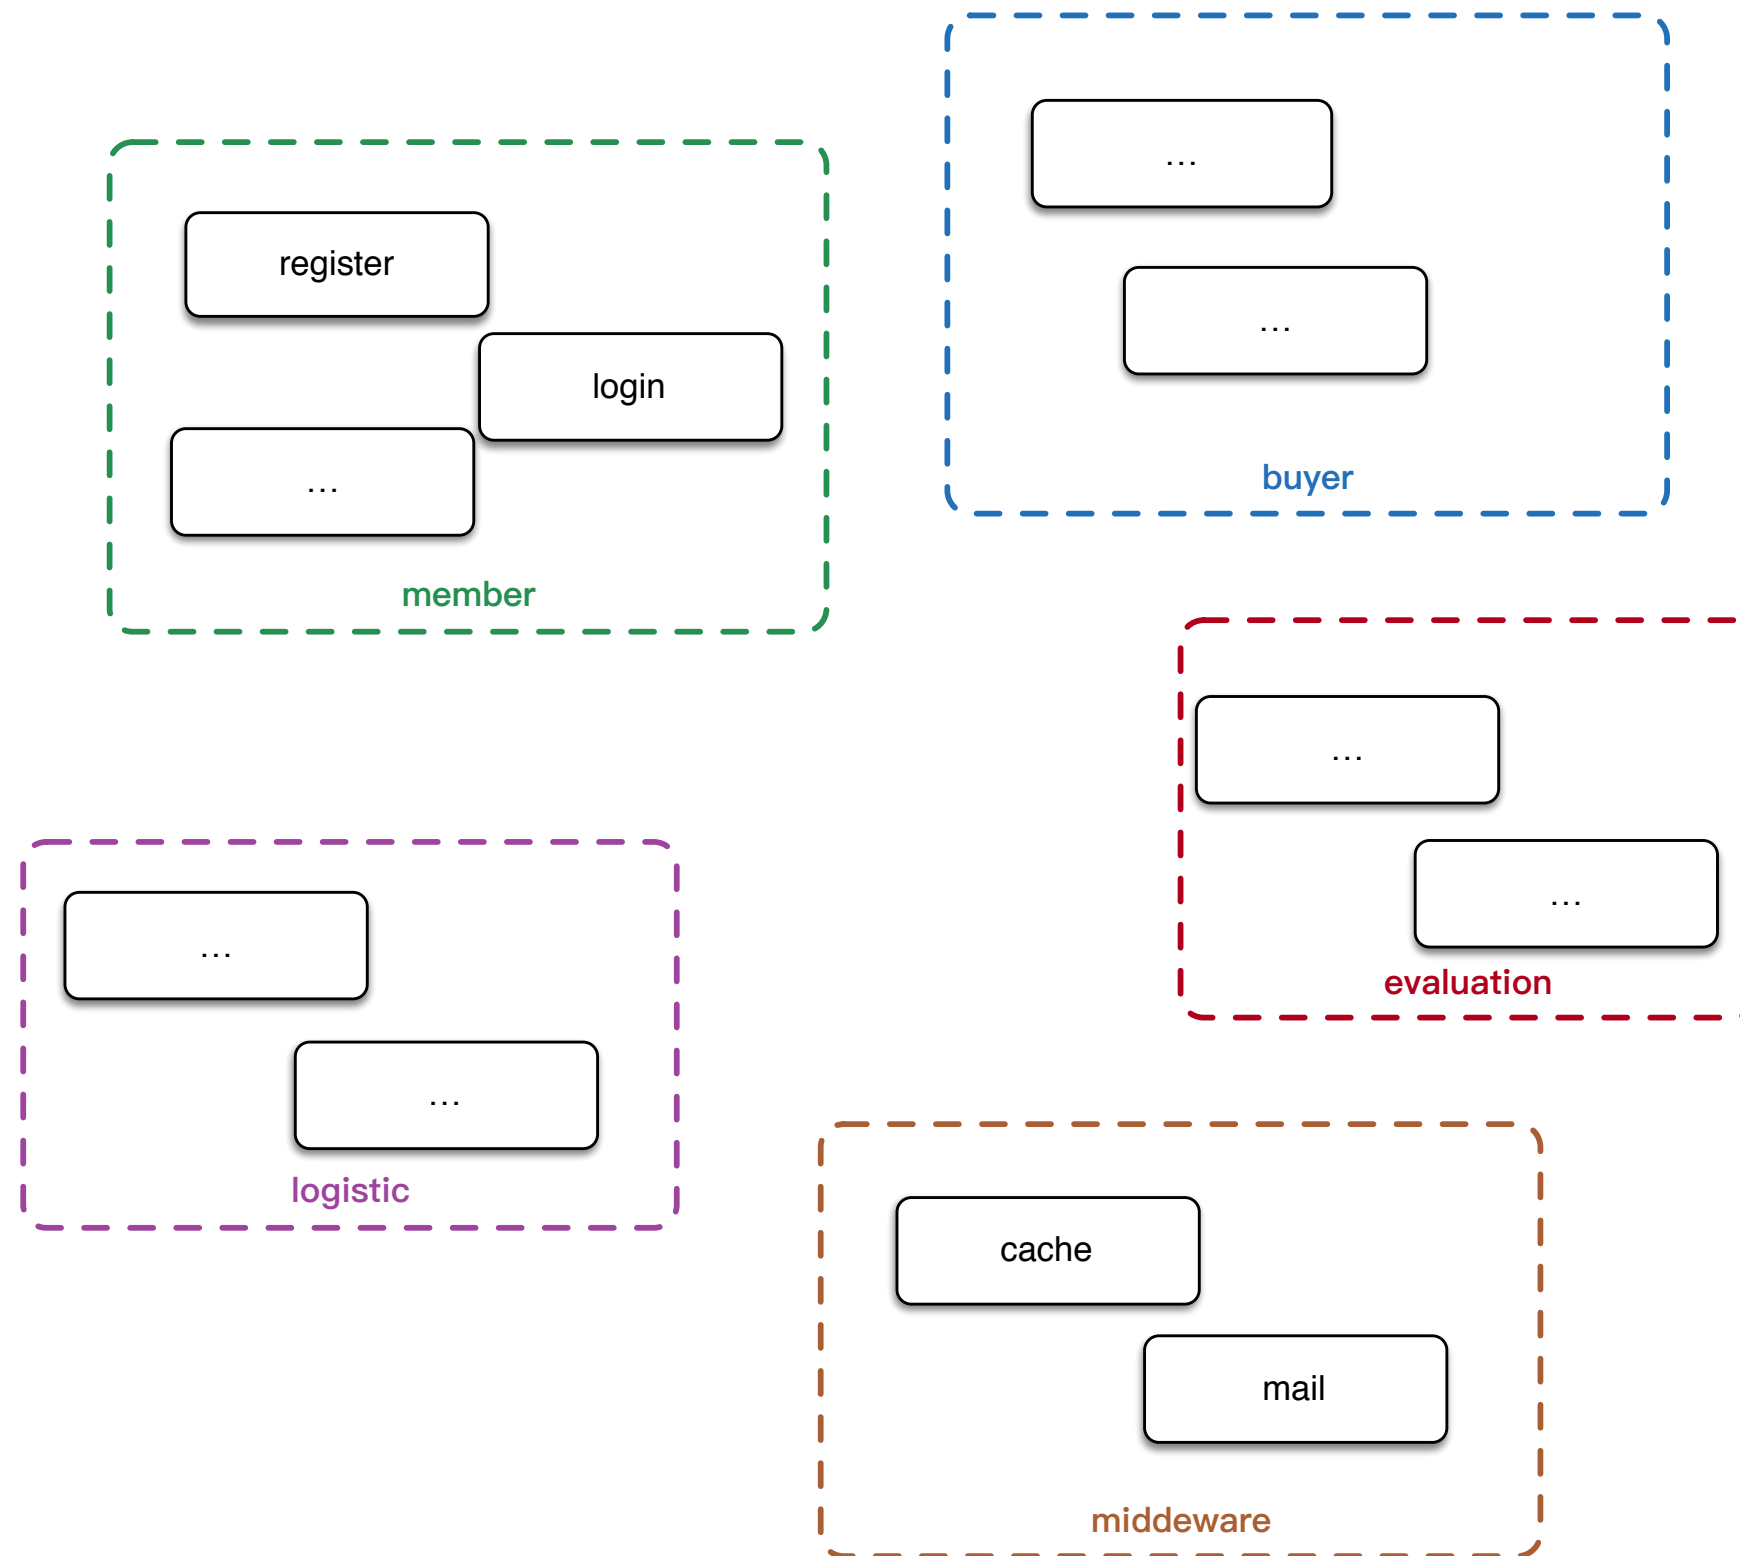 ...
register
...
login
...
buyer
member
...
...
...
evaluation
...
logistic
cache
mail
middeware